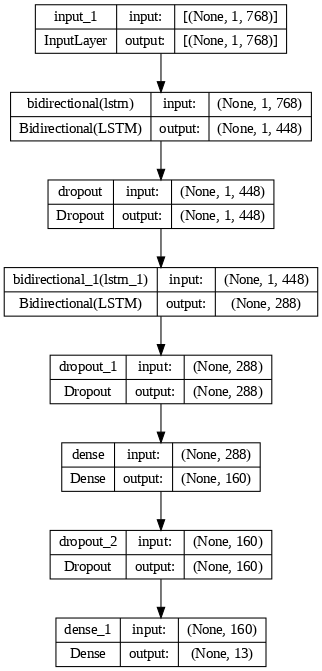 input_1 input: [(None, 1, 768)]
InputLayer output: [(None, 1, 768)]
bidirectional(lstm) input: (None, 1, 768)
Bidirectional(LSTM) output: (None, 1, 448)
dropout input: (None, 1, 448)
Dropout output: (None, 1, 448)
bidirectional_1(lstm_1) input: (None, 1, 448)
Bidirectional(LSTM) output: (None, 288)
dropout_1 input: (None, 288)
Dropout output: (None, 288)
dense input: (None, 288)
Dense output: (None, 160)
dropout_2 input: (None, 160)
Dropout output: (None, 160)
dense_1 input: (None, 160)
Dense output: (None, 13)